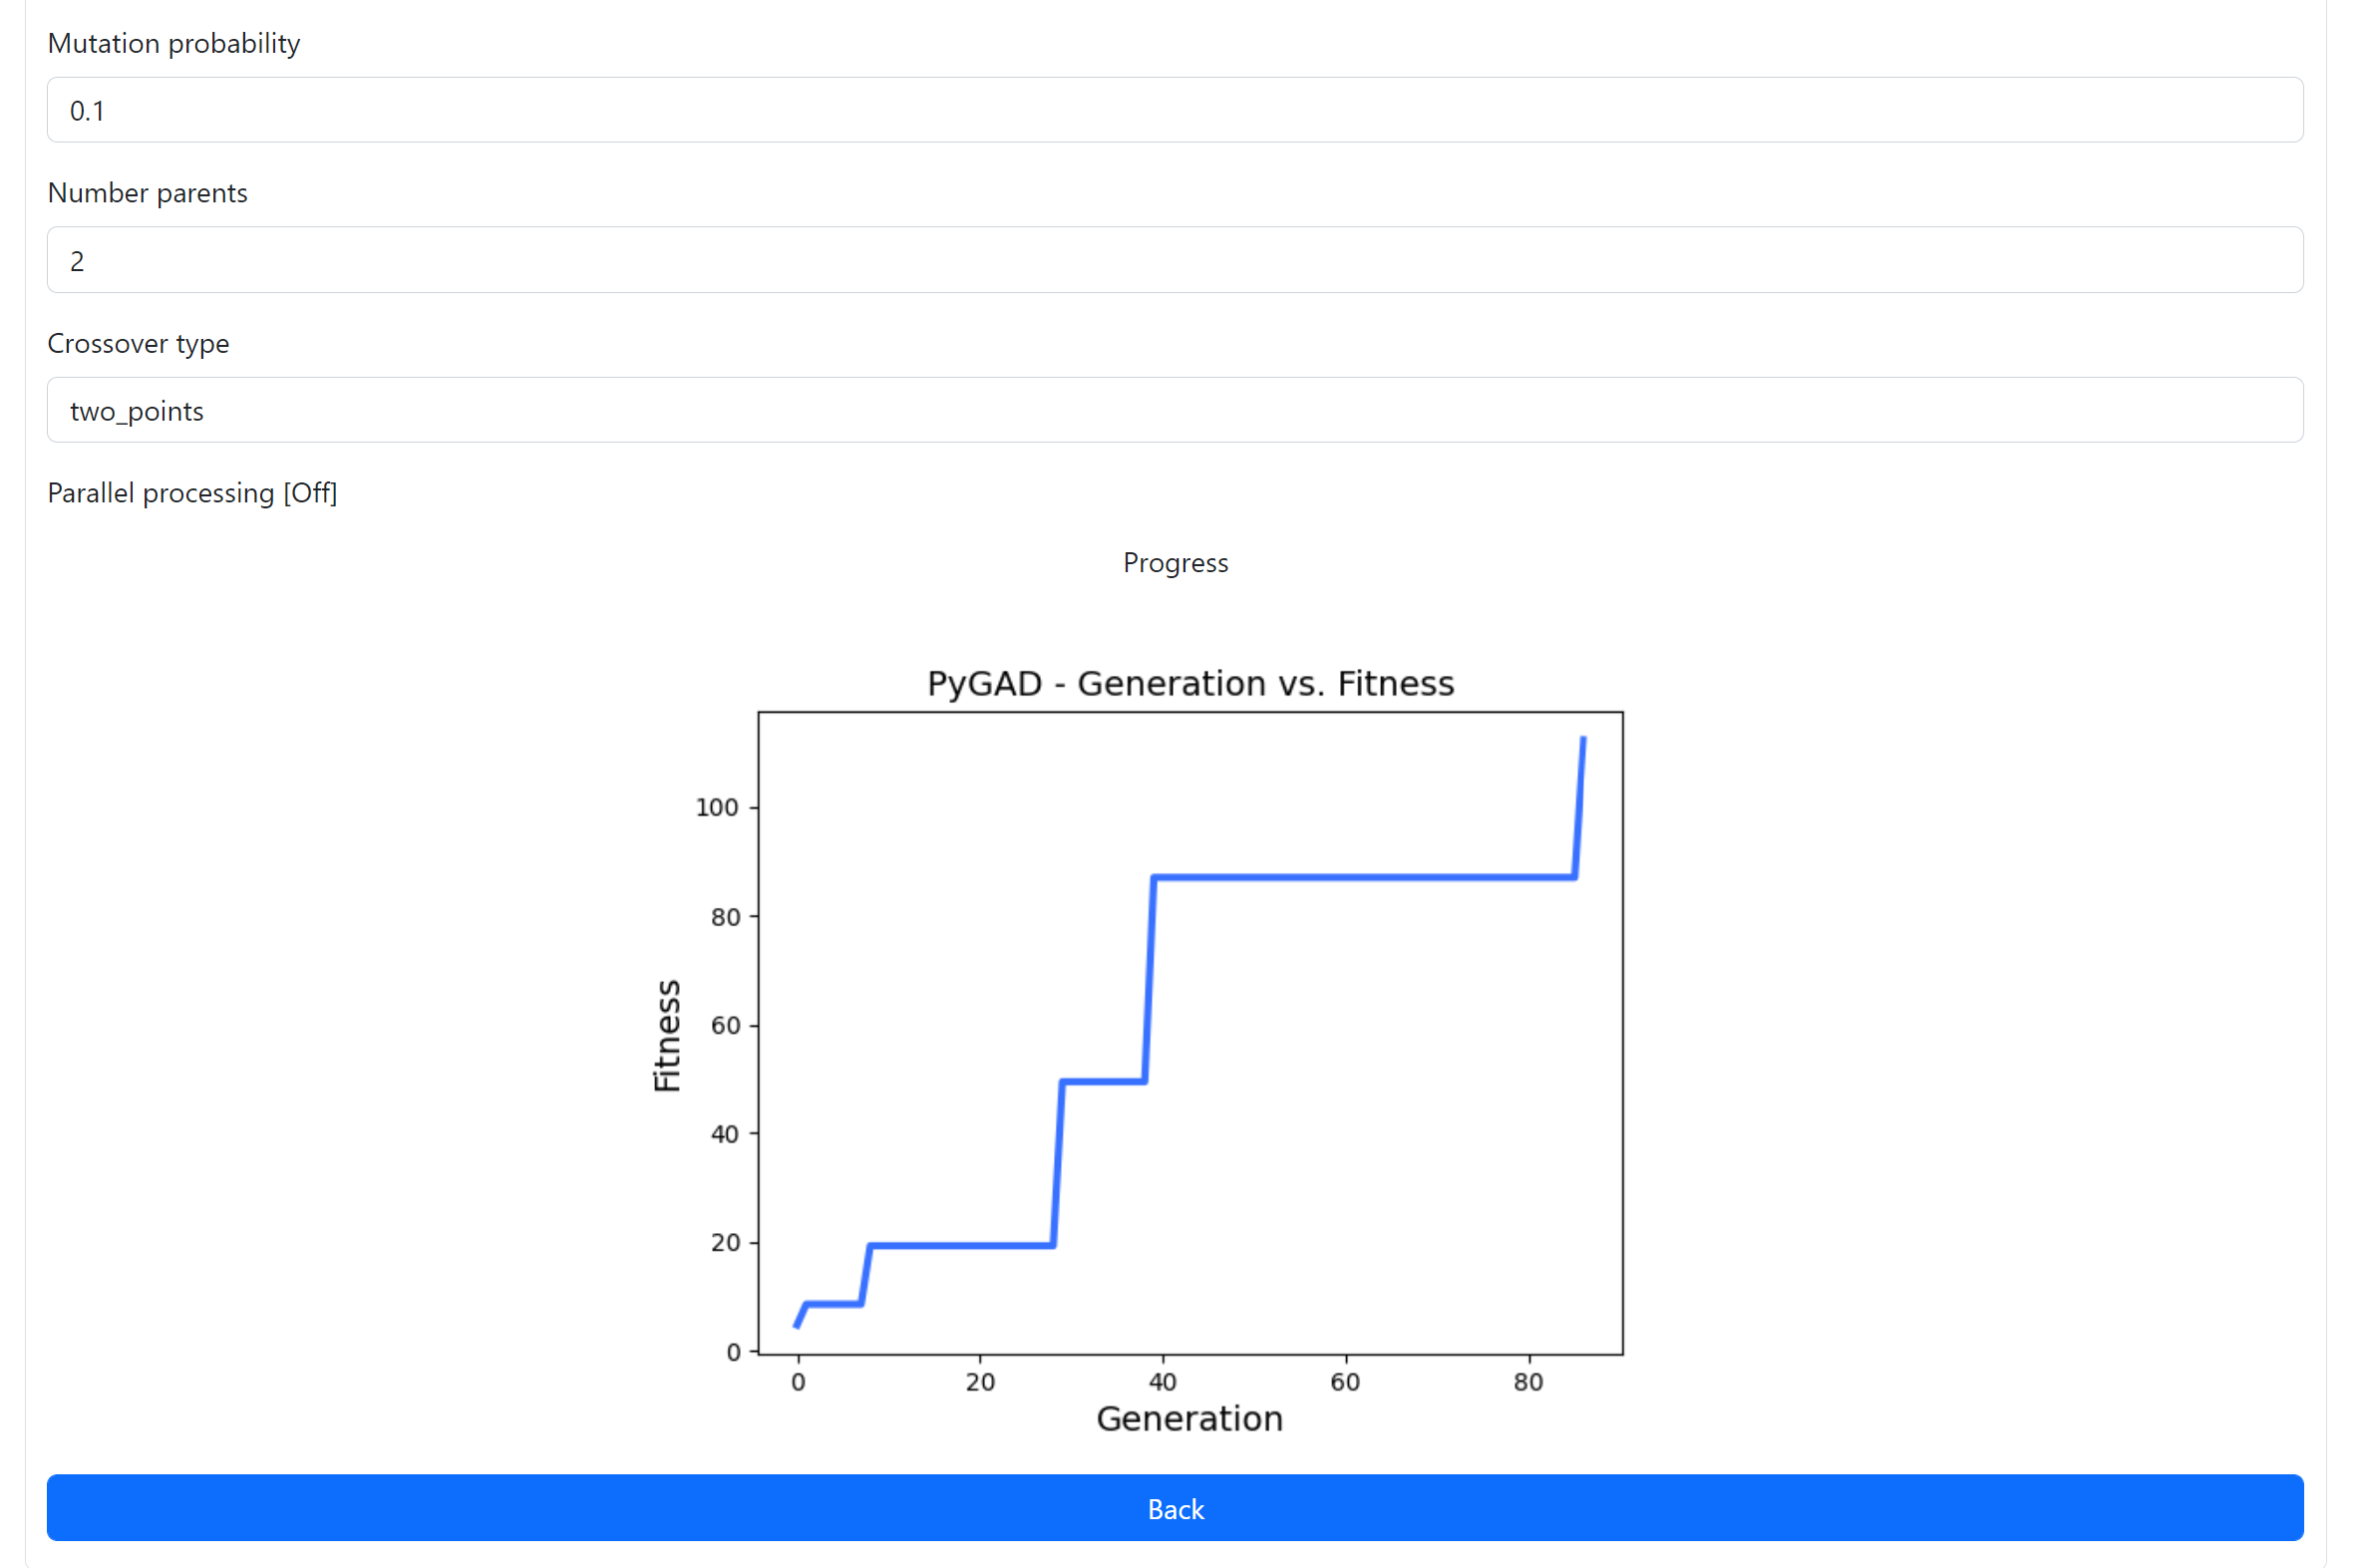 Mutation probability
0.1
Number parents
2
Crossover type
two_points
Parallel processing [Off]
Progress
PyGAD - Generation vs. Fitness
100
80
60
40
20
0
Fitness
0 20 40 60 80
Generation
Back